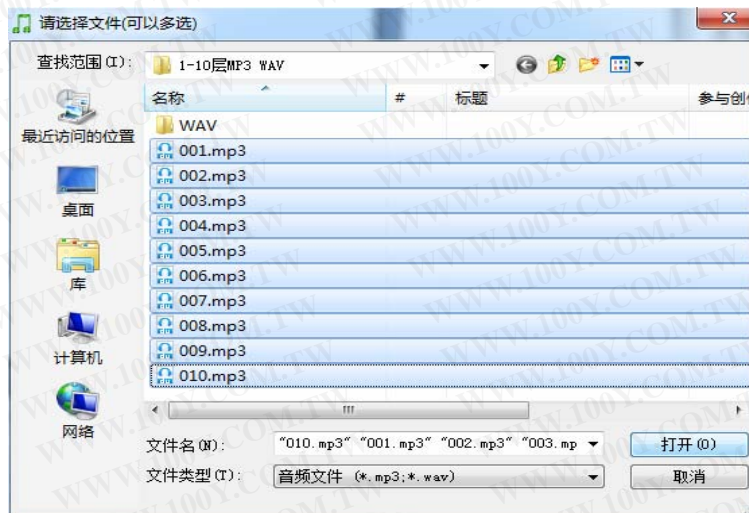 请选择文件(可以多选)
查找范围(I): 1-10层MP3 WAV
名称 # 标题 参与创
WAV
最近访问的位置
001.mp3
002.mp3
003.mp3
桌面
004.mp3
005.mp3
006.mp3
库
007.mp3
008.mp3
计算机
009.mp3
010.mp3
网络
文件名(N): "010.mp3" "001.mp3" "002.mp3" "003.mp 打开(O)
文件类型(T): 音频文件 (*.mp3;*.wav) 取消
WWW.100Y.COM.TW